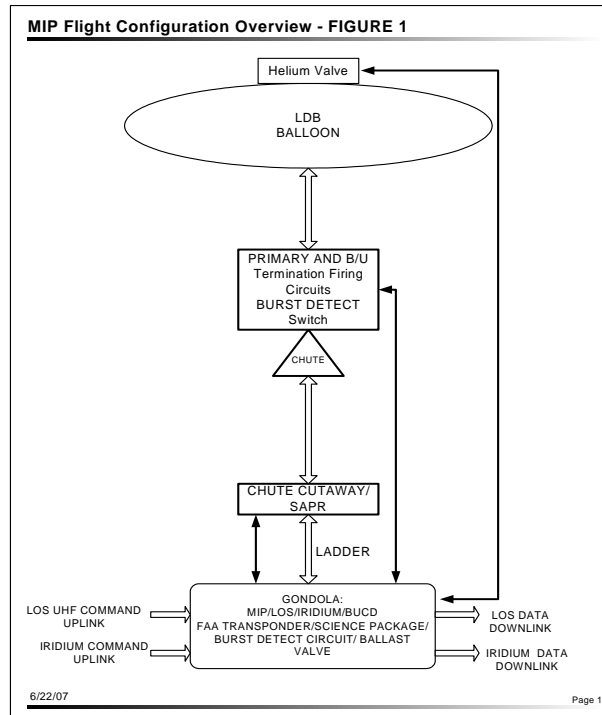 MIP Flight Configuration Overview - FIGURE 1
Helium Valve
LDB
BALLOON
PRIMARY AND B/U
Termination Firing
Circuits
BURST DETECT
Switch
CHUTE
CHUTE CUTAWAY/
SAPR
LADDER
GONDOLA:
MIP/LOS/IRIDIUM/BUCD
FAA TRANSPONDER/SCIENCE PACKAGE/
BURST DETECT CIRCUIT/ BALLAST
VALVE
LOS UHF COMMAND
UPLINK
IRIDIUM COMMAND
UPLINK
LOS DATA
DOWNLINK
IRIDIUM DATA
DOWNLINK
6/22/07
Page 1